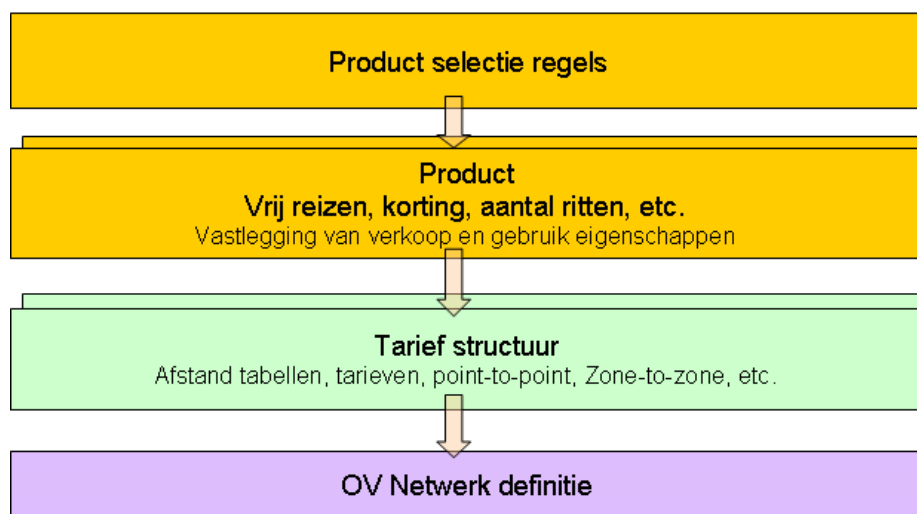 Product selectie regels
Product
Vrij reizen, korting, aantal ritten, etc.
Vastlegging van verkoop en gebruik eigenschappen
Tarief structuur
Afstand tabellen, tarieven, point-to-point, Zone-to-zone, etc.
OV Netwerk definitie